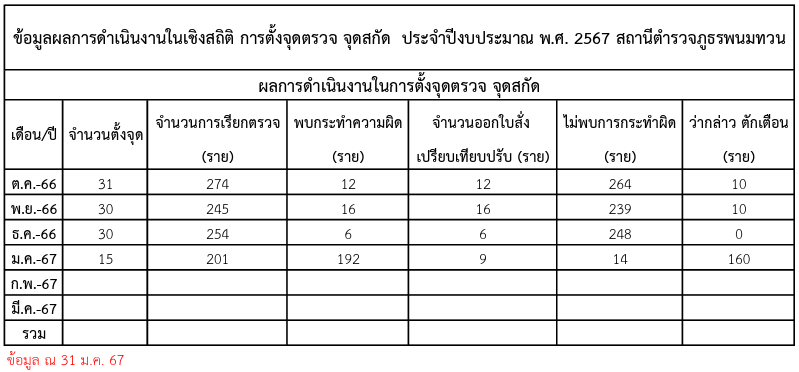 ข้อมูลผลการดำเนินงานในเชิงสถิติ การตั้งจุดตรวจ จุดสกัด ประจำปีงบประมาณ พ.ศ. 2567 สถานีตำรวจภูธรพนมทวน
ผลการดำเนินงานในการตั้งจุดตรวจ จุดสกัด
เดือน/ปี จำนวนตั้งจุด จำนวนการเรียกตรวจ (ราย) พบกระทำความผิด (ราย) จำนวนออกใบสั่ง เปรียบเทียบปรับ (ราย) ไม่พบการกระทำผิด (ราย) ว่ากล่าว ตักเตือน (ราย)
ต.ค.-66 31 274 12 12 264 10
พ.ย.-66 30 245 16 16 239 10
ธ.ค.-66 30 254 6 6 248 0
ม.ค.-67 15 201 192 9 14 160
ก.พ.-67
มี.ค.-67
รวม
ข้อมูล ณ 31 ม.ค. 67